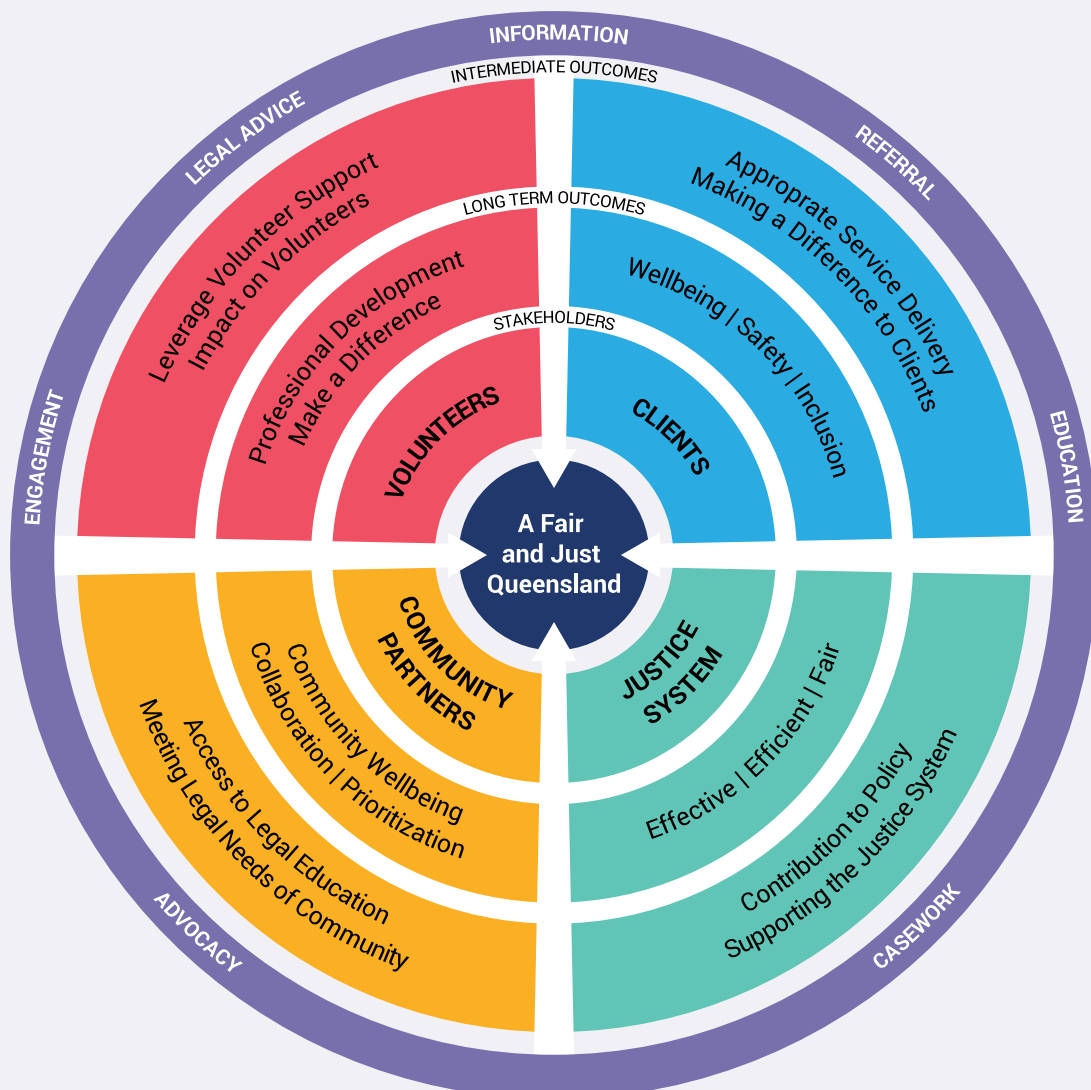 INFORMATION
REFERRAL
EDUCATION
CASEWORK
ADVOCACY
ENGAGEMENT
LEGAL ADVICE
INTERMEDIATE OUTCOMES
LONG TERM OUTCOMES
STAKEHOLDERS
Leverage Volunteer Support
Impact on Volunteers
Professional Development
Make a Difference
VOLUNTEERS
Approprate Service Delivery
Making a Difference to Clients
Wellbeing | Safety | Inclusion
CLIENTS
A Fair
and Just
Queensland
COMMUNITY
PARTNERS
Community Wellbeing
Collaboration | Prioritization
Access to Legal Education
Meeting Legal Needs of Community
JUSTICE
SYSTEM
Effective | Efficient | Fair
Contribution to Policy
Supporting the Justice System